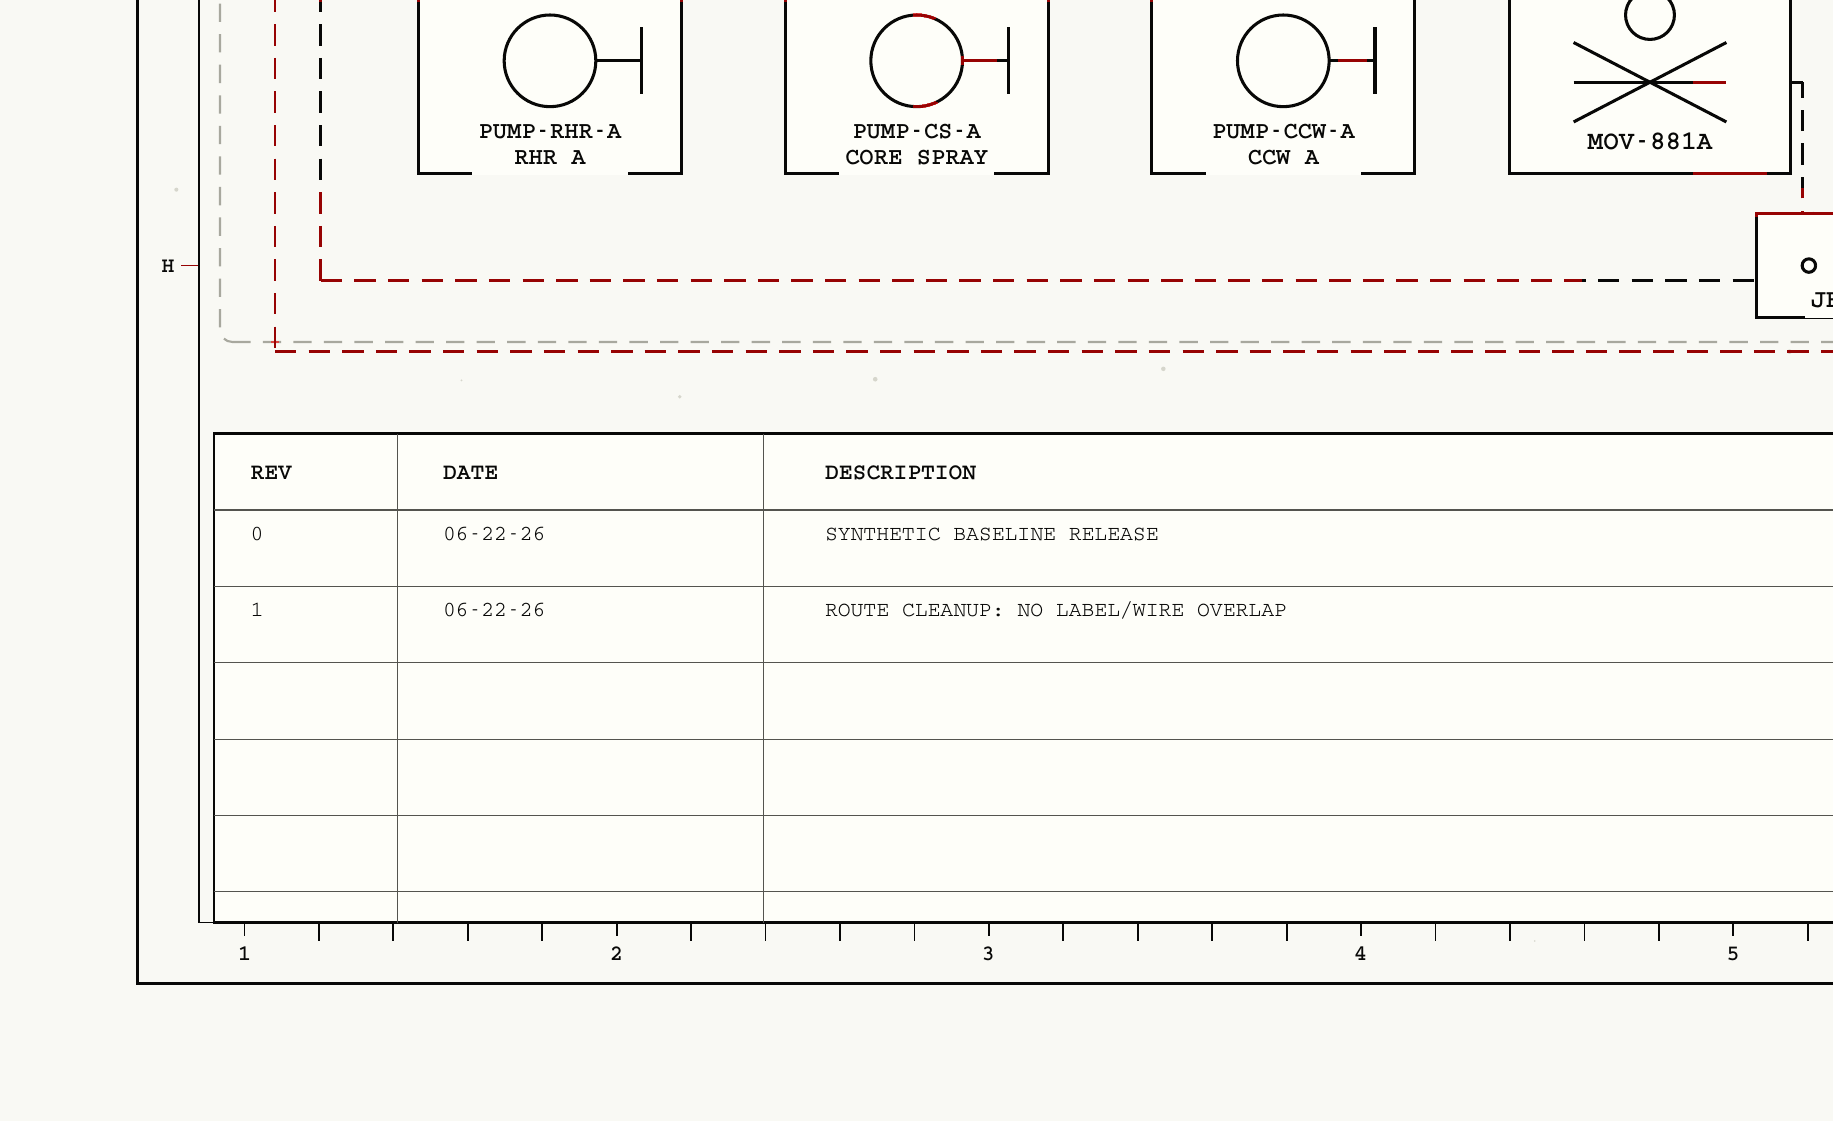 PUMP-RHR-A
RHR A
PUMP-CS-A
CORE SPRAY
PUMP-CCW-A
CCW A
MOV-881A
H
REV DATE DESCRIPTION
0 06-22-26 SYNTHETIC BASELINE RELEASE
1 06-22-26 ROUTE CLEANUP: NO LABEL/WIRE OVERLAP
1 2 3 4 5